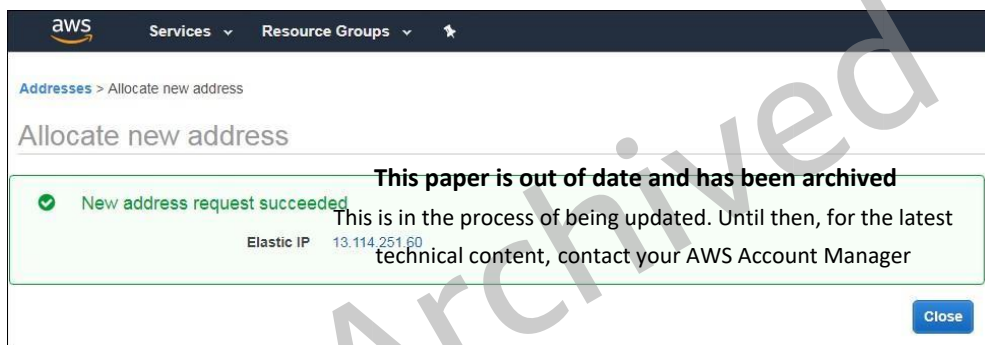 aws Services Resource Groups
Addresses > Allocate new address
Allocate new address
This paper is out of date and has been archived
New address request succeeded
This is in the process of being updated. Until then, for the latest
Elastic IP 13.114.251.60
technical content, contact your AWS Account Manager
Close
Archived